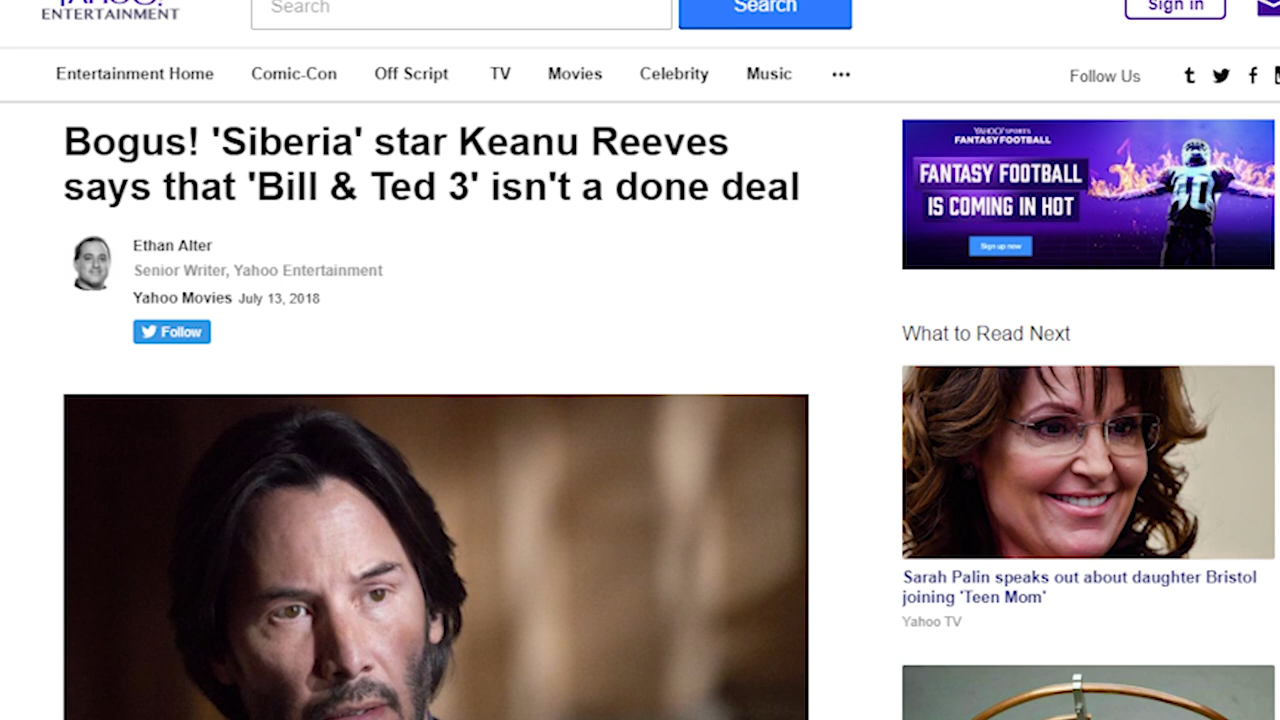 YAHOO!
ENTERTAINMENT
Search
Search
Sign in
Entertainment Home Comic-Con Off Script TV Movies Celebrity Music •••
Follow Us
Bogus! 'Siberia' star Keanu Reeves
says that 'Bill & Ted 3' isn't a done deal
Ethan Alter
Senior Writer, Yahoo Entertainment
Yahoo Movies July 13, 2018
Follow
YAHOO! SPORTS
FANTASY FOOTBALL
FANTASY FOOTBALL
IS COMING IN HOT
Sign up now
What to Read Next
Sarah Palin speaks out about daughter Bristol
joining 'Teen Mom'
Yahoo TV